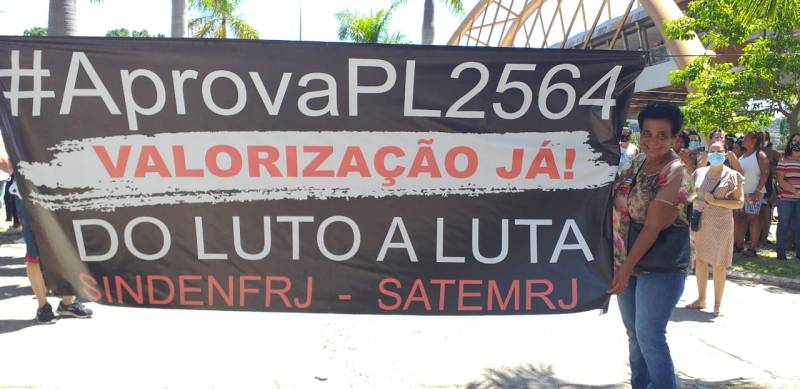 #AprovaPL2564
VALORIZAÇÃO JÁ!
DO LUTO A LUTA
SINDENFRJ - SATEMRJ